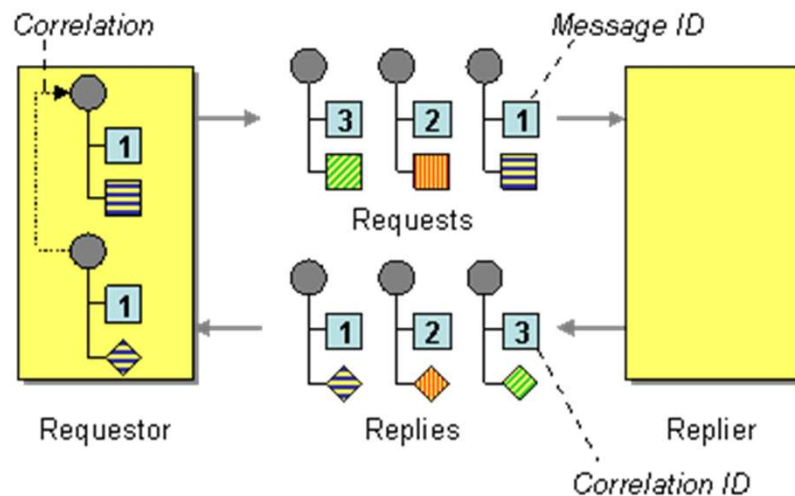 Correlation
Message ID
1
3 2 1
Requests
1
1 2 3
Requestor
Replies
Replier
Correlation ID